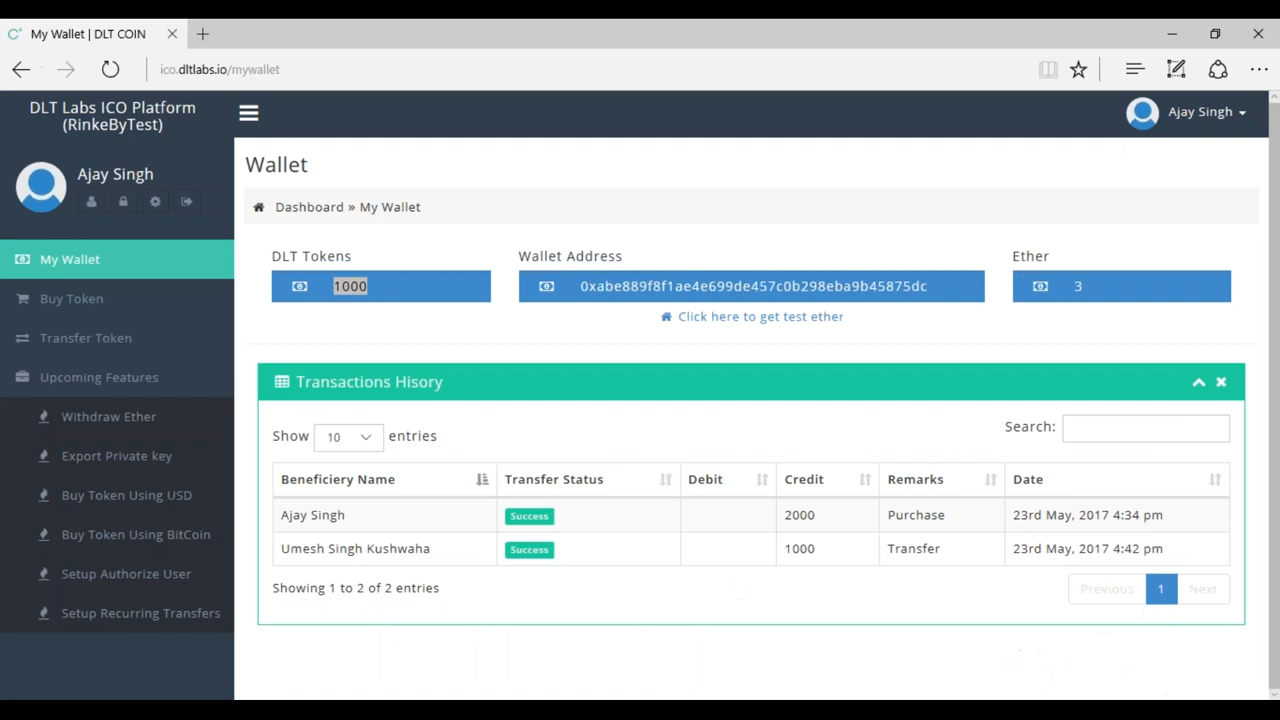 My Wallet | DLT COIN
ico.dltlabs.io/mywallet
DLT Labs ICO Platform
(RinkeByTest)
Ajay Singh
Ajay Singh
My Wallet
Buy Token
Transfer Token
Upcoming Features
Withdraw Ether
Export Private key
Buy Token Using USD
Buy Token Using BitCoin
Setup Authorize User
Setup Recurring Transfers
Wallet
Dashboard » My Wallet
DLT Tokens Wallet Address Ether
1000 0xabe889f8f1ae4e699de457c0b298eba9b45875dc 3
Click here to get test ether
Transactions Hisory
Show 10 entries Search:
Beneficiery Name Transfer Status Debit Credit Remarks Date
Ajay Singh Success 2000 Purchase 23rd May, 2017 4:34 pm
Umesh Singh Kushwaha Success 1000 Transfer 23rd May, 2017 4:42 pm
Showing 1 to 2 of 2 entries Previous 1 Next